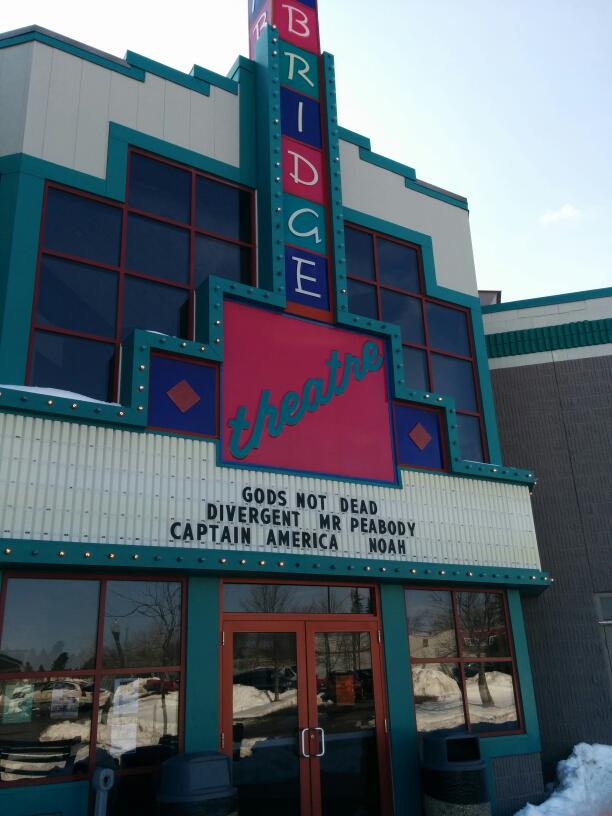 BRIDGE
theatre
GODS NOT DEAD
DIVERGENT MR PEABODY
CAPTAIN AMERICA NOAH